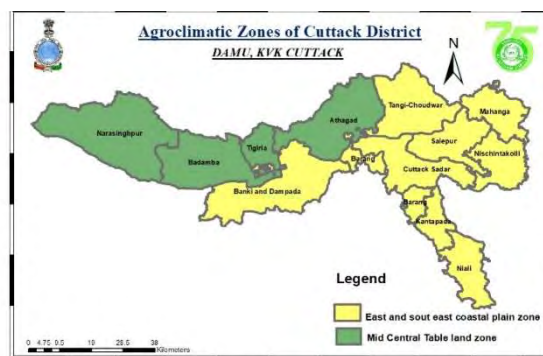 Agroclimatic Zones of Cuttack District
DAMU, KVK CUTTACK
75
N
Tangi-Choudwar
Mahanga
Athagad
Narasinghpur
Salepur
Tigiria
Nischintakoili
Badamba
Barang
Cuttack Sadar
Banki and Dampada
Barang
Kantapada
Niali
Legend
East and sout east coastal plain zone
Mid Central Table land zone
0 4.75 9.5 19 28.5 38
Kilometers